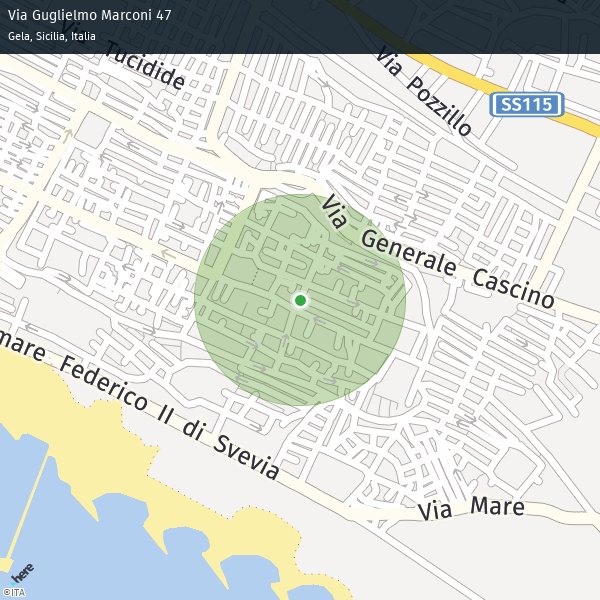 Via Guglielmo Marconi 47
Gela, Sicilia, Italia
Via Tucidide
Via Pozzillo
SS115
Via Generale Cascino
mare Federico II di Svevia
Via Mare
here
©ITA